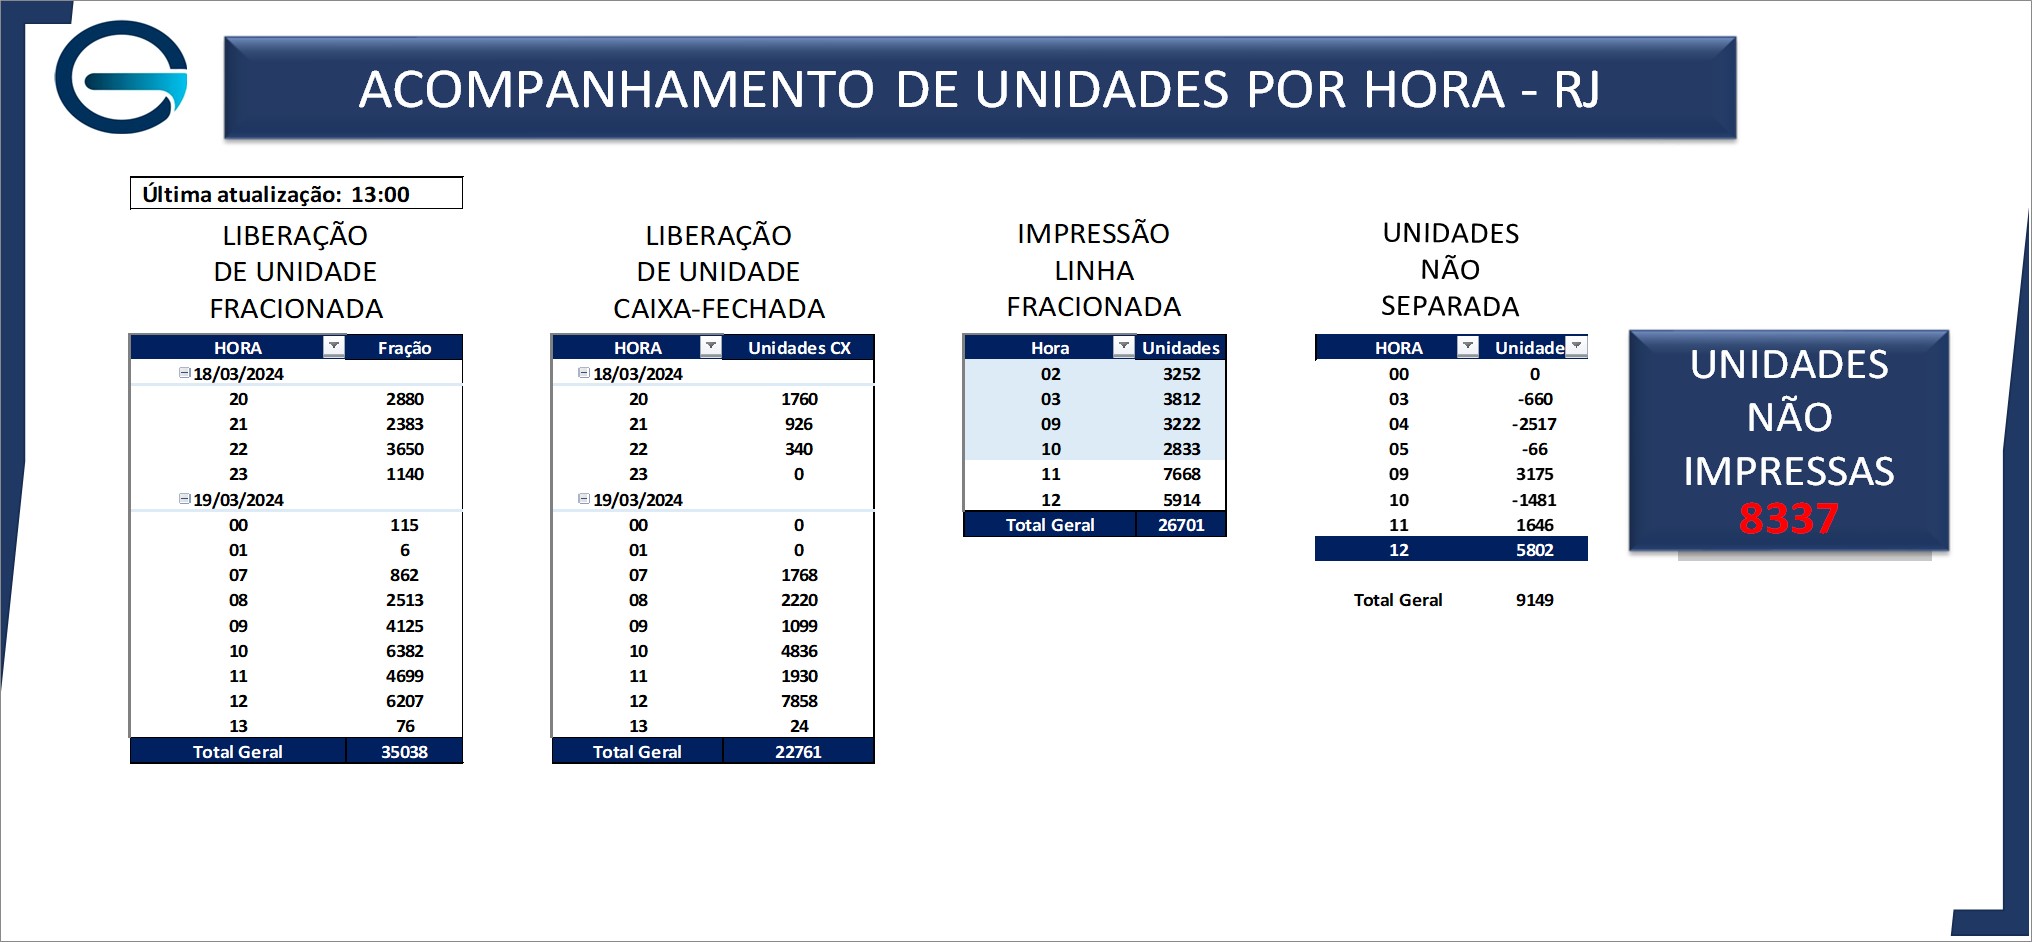 ACOMPANHAMENTO DE UNIDADES POR HORA - RJ
Última atualização: 13:00
LIBERAÇÃO
DE UNIDADE
FRACIONADA
HORA Fração
18/03/2024
20 2880
21 2383
22 3650
23 1140
19/03/2024
00 115
01 6
07 862
08 2513
09 4125
10 6382
11 4699
12 6207
13 76
Total Geral 35038
LIBERAÇÃO
DE UNIDADE
CAIXA-FECHADA
HORA Unidades CX
18/03/2024
20 1760
21 926
22 340
23 0
19/03/2024
00 0
01 0
07 1768
08 2220
09 1099
10 4836
11 1930
12 7858
13 24
Total Geral 22761
IMPRESSÃO
LINHA
FRACIONADA
Hora Unidades
02 3252
03 3812
09 3222
10 2833
11 7668
12 5914
Total Geral 26701
UNIDADES
NÃO
SEPARADA
HORA Unidade
00 0
03 -660
04 -2517
05 -66
09 3175
10 -1481
11 1646
12 5802
Total Geral 9149
UNIDADES
NÃO
IMPRESSAS
8337